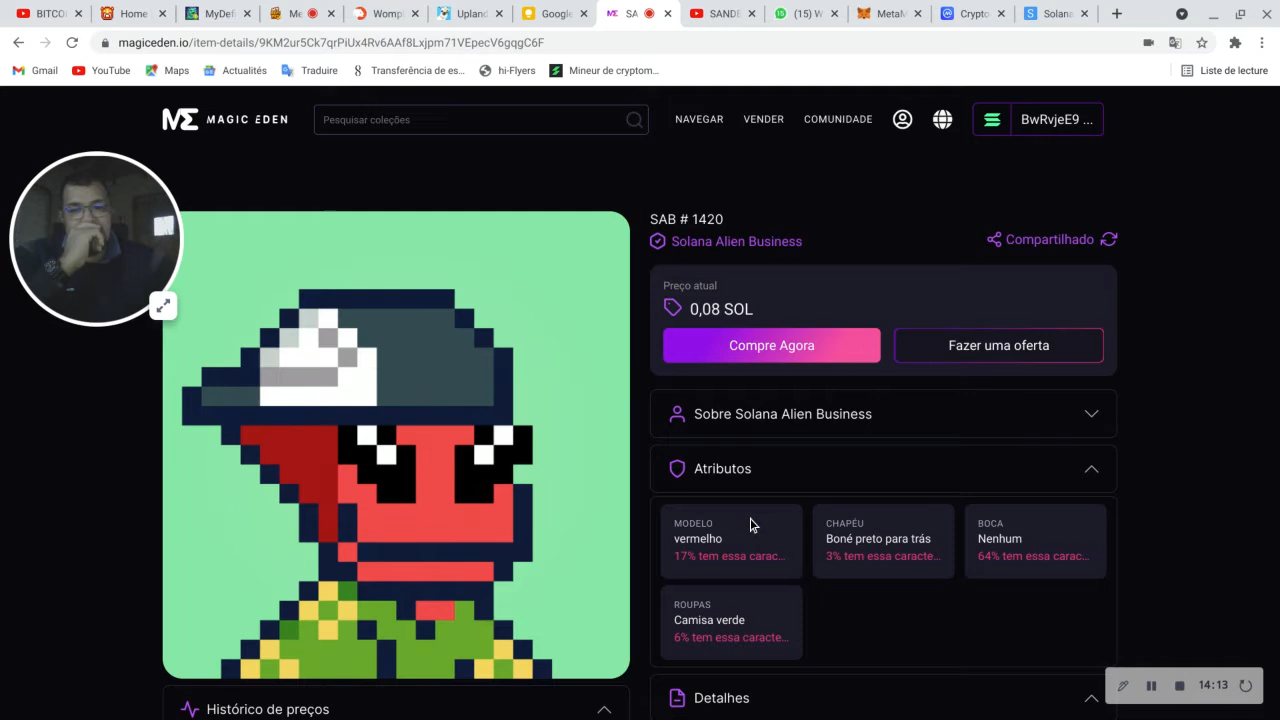 BITCOI
Home
MyDefi
Me
Womp
Upland
Google
SA
SANDE
(15) W
MetaM
Crypto
Solana
magiceden.io/item-details/9KM2ur5Ck7qrPiUx4Rv6AAf8Lxjpm71VEpecV6gqgC6F
Gmail
YouTube
Maps
Actualités
Traduire
Transferência de es...
hi-Flyers
Mineur de cryptom...
Liste de lecture
MAGIC EDEN
Pesquisar coleções
NAVEGAR
VENDER
COMUNIDADE
BwRvjeE9 ...
SAB # 1420
Solana Alien Business
Compartilhado
Preço atual
0,08 SOL
Compre Agora
Fazer uma oferta
Sobre Solana Alien Business
Atributos
MODELO
vermelho
17% tem essa carac...
CHAPÉU
Boné preto para trás
3% tem essa caracte...
BOCA
Nenhum
64% tem essa carac...
ROUPAS
Camisa verde
6% tem essa caracte...
Detalhes
Histórico de preços
14:13